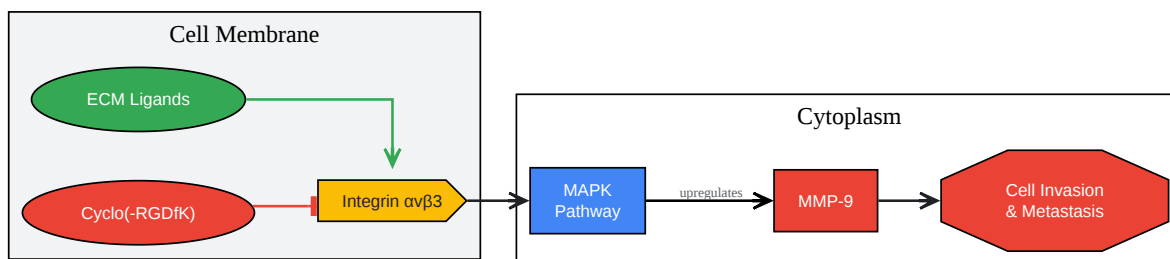 Cell Membrane
ECM Ligands
Cyclo(-RGDfK)
Integrin αvβ3
Cytoplasm
MAPK
Pathway
upregulates
MMP-9
Cell Invasion
& Metastasis